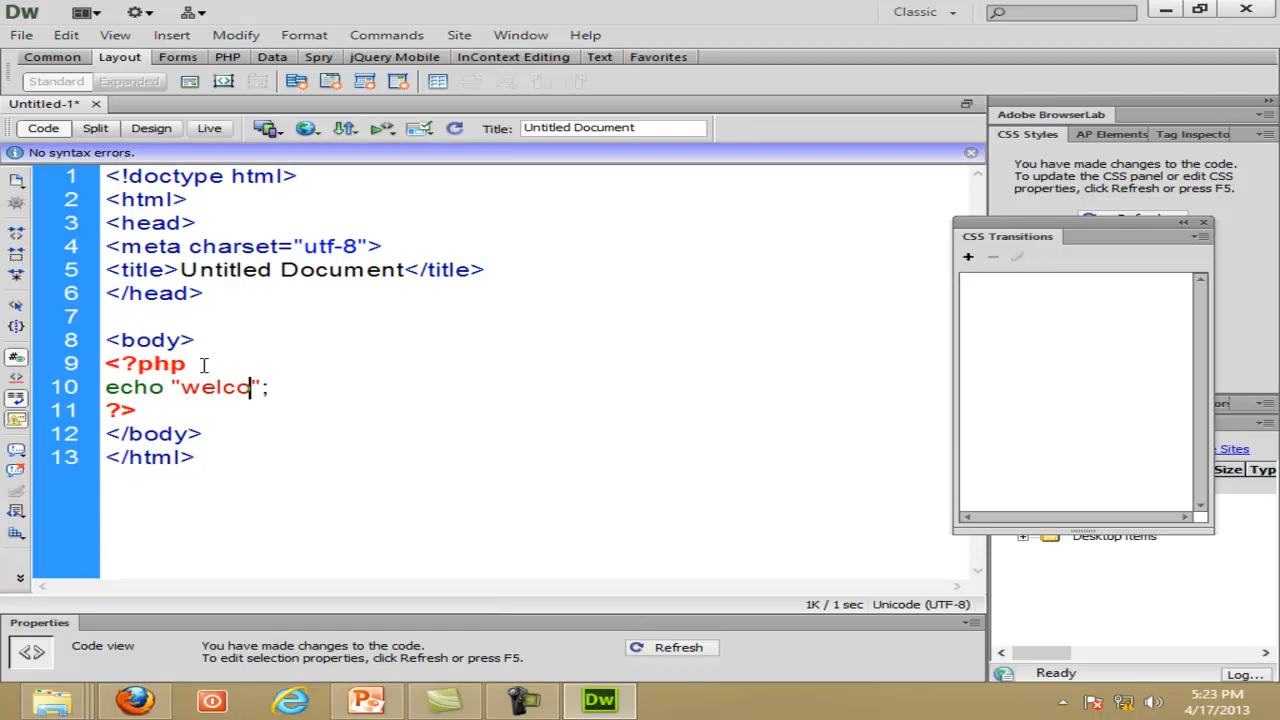 Dw
Classic
File Edit View Insert Modify Format Commands Site Window Help
Common Layout Forms PHP Data Spry jQuery Mobile InContext Editing Text Favorites
Standard Expanded
Untitled-1* ×
Code Split Design Live Title: Untitled Document
No syntax errors.
1 <!doctype html>
2 <html>
3 <head>
4 <meta charset="utf-8">
5 <title>Untitled Document</title>
6 </head>
7
8 <body>
9 <?php
10 echo "welco";
11 ?>
12 </body>
13 </html>
1K / 1 sec Unicode (UTF-8)
Properties
Code view
You have made changes to the code.
To edit selection properties, click Refresh or press F5.
Refresh
Adobe BrowserLab
CSS Styles AP Elements Tag Inspecto
You have made changes to the code.
To update the CSS panel or edit CSS
properties, click Refresh or press F5.
CSS Transitions
Sites
Size Typ
Desktop items
Ready Log...
Dw
5:23 PM
4/17/2013